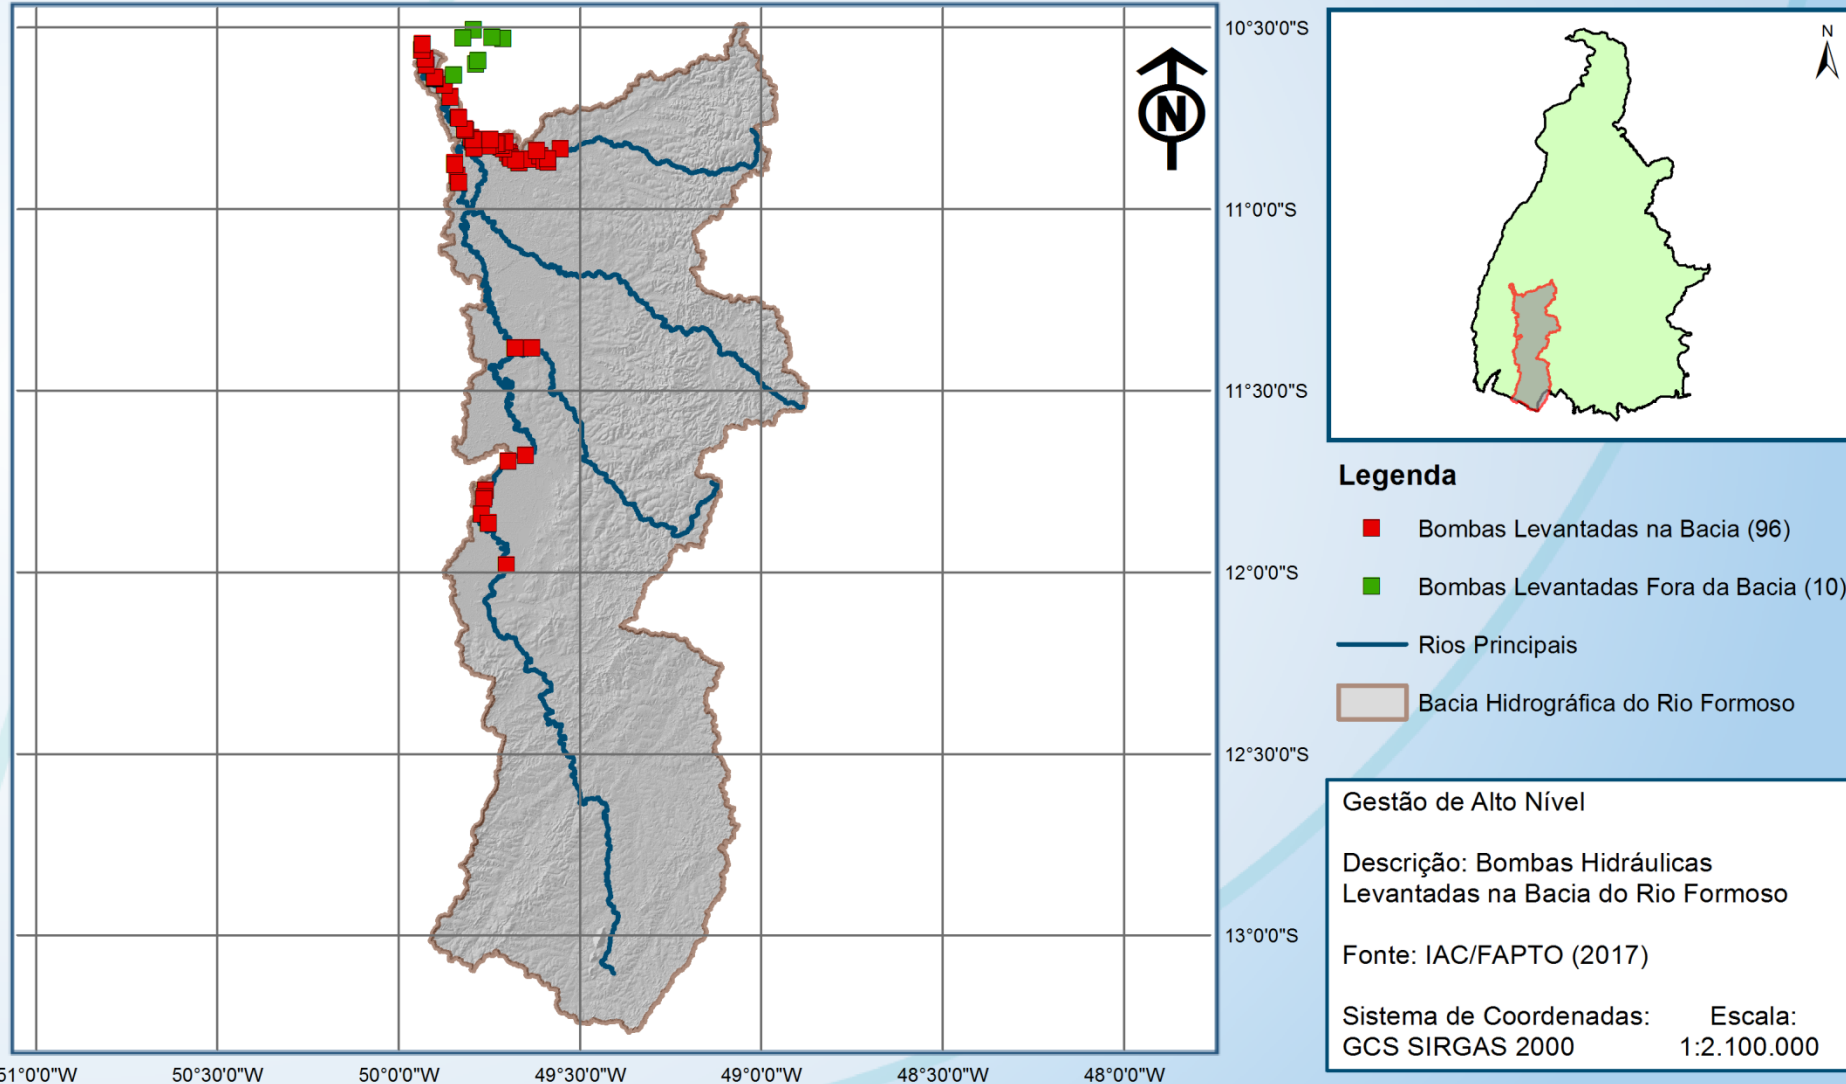 N
N
10°30'0"S
11°0'0"S
11°30'0"S
12°0'0"S
12°30'0"S
13°0'0"S
51°0'0"W
50°30'0"W
50°0'0"W
49°30'0"W
49°0'0"W
48°30'0"W
48°0'0"W
Legenda
Bombas Levantadas na Bacia (96)
Bombas Levantadas Fora da Bacia (10)
Rios Principais
Bacia Hidrográfica do Rio Formoso
Gestão de Alto Nível
Descrição: Bombas Hidráulicas
Levantadas na Bacia do Rio Formoso
Fonte: IAC/FAPTO (2017)
Sistema de Coordenadas: Escala:
GCS SIRGAS 2000 1:2.100.000